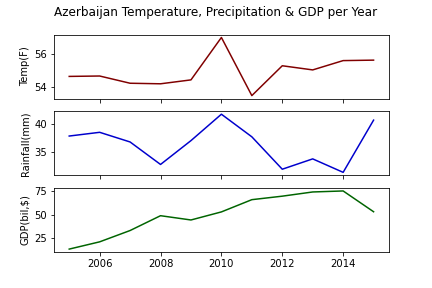 Azerbaijan Temperature, Precipitation & GDP per Year
Temp(F)
56
54
Rainfall(mm)
40
35
GDP(bil,$)
75
50
25
2006 2008 2010 2012 2014